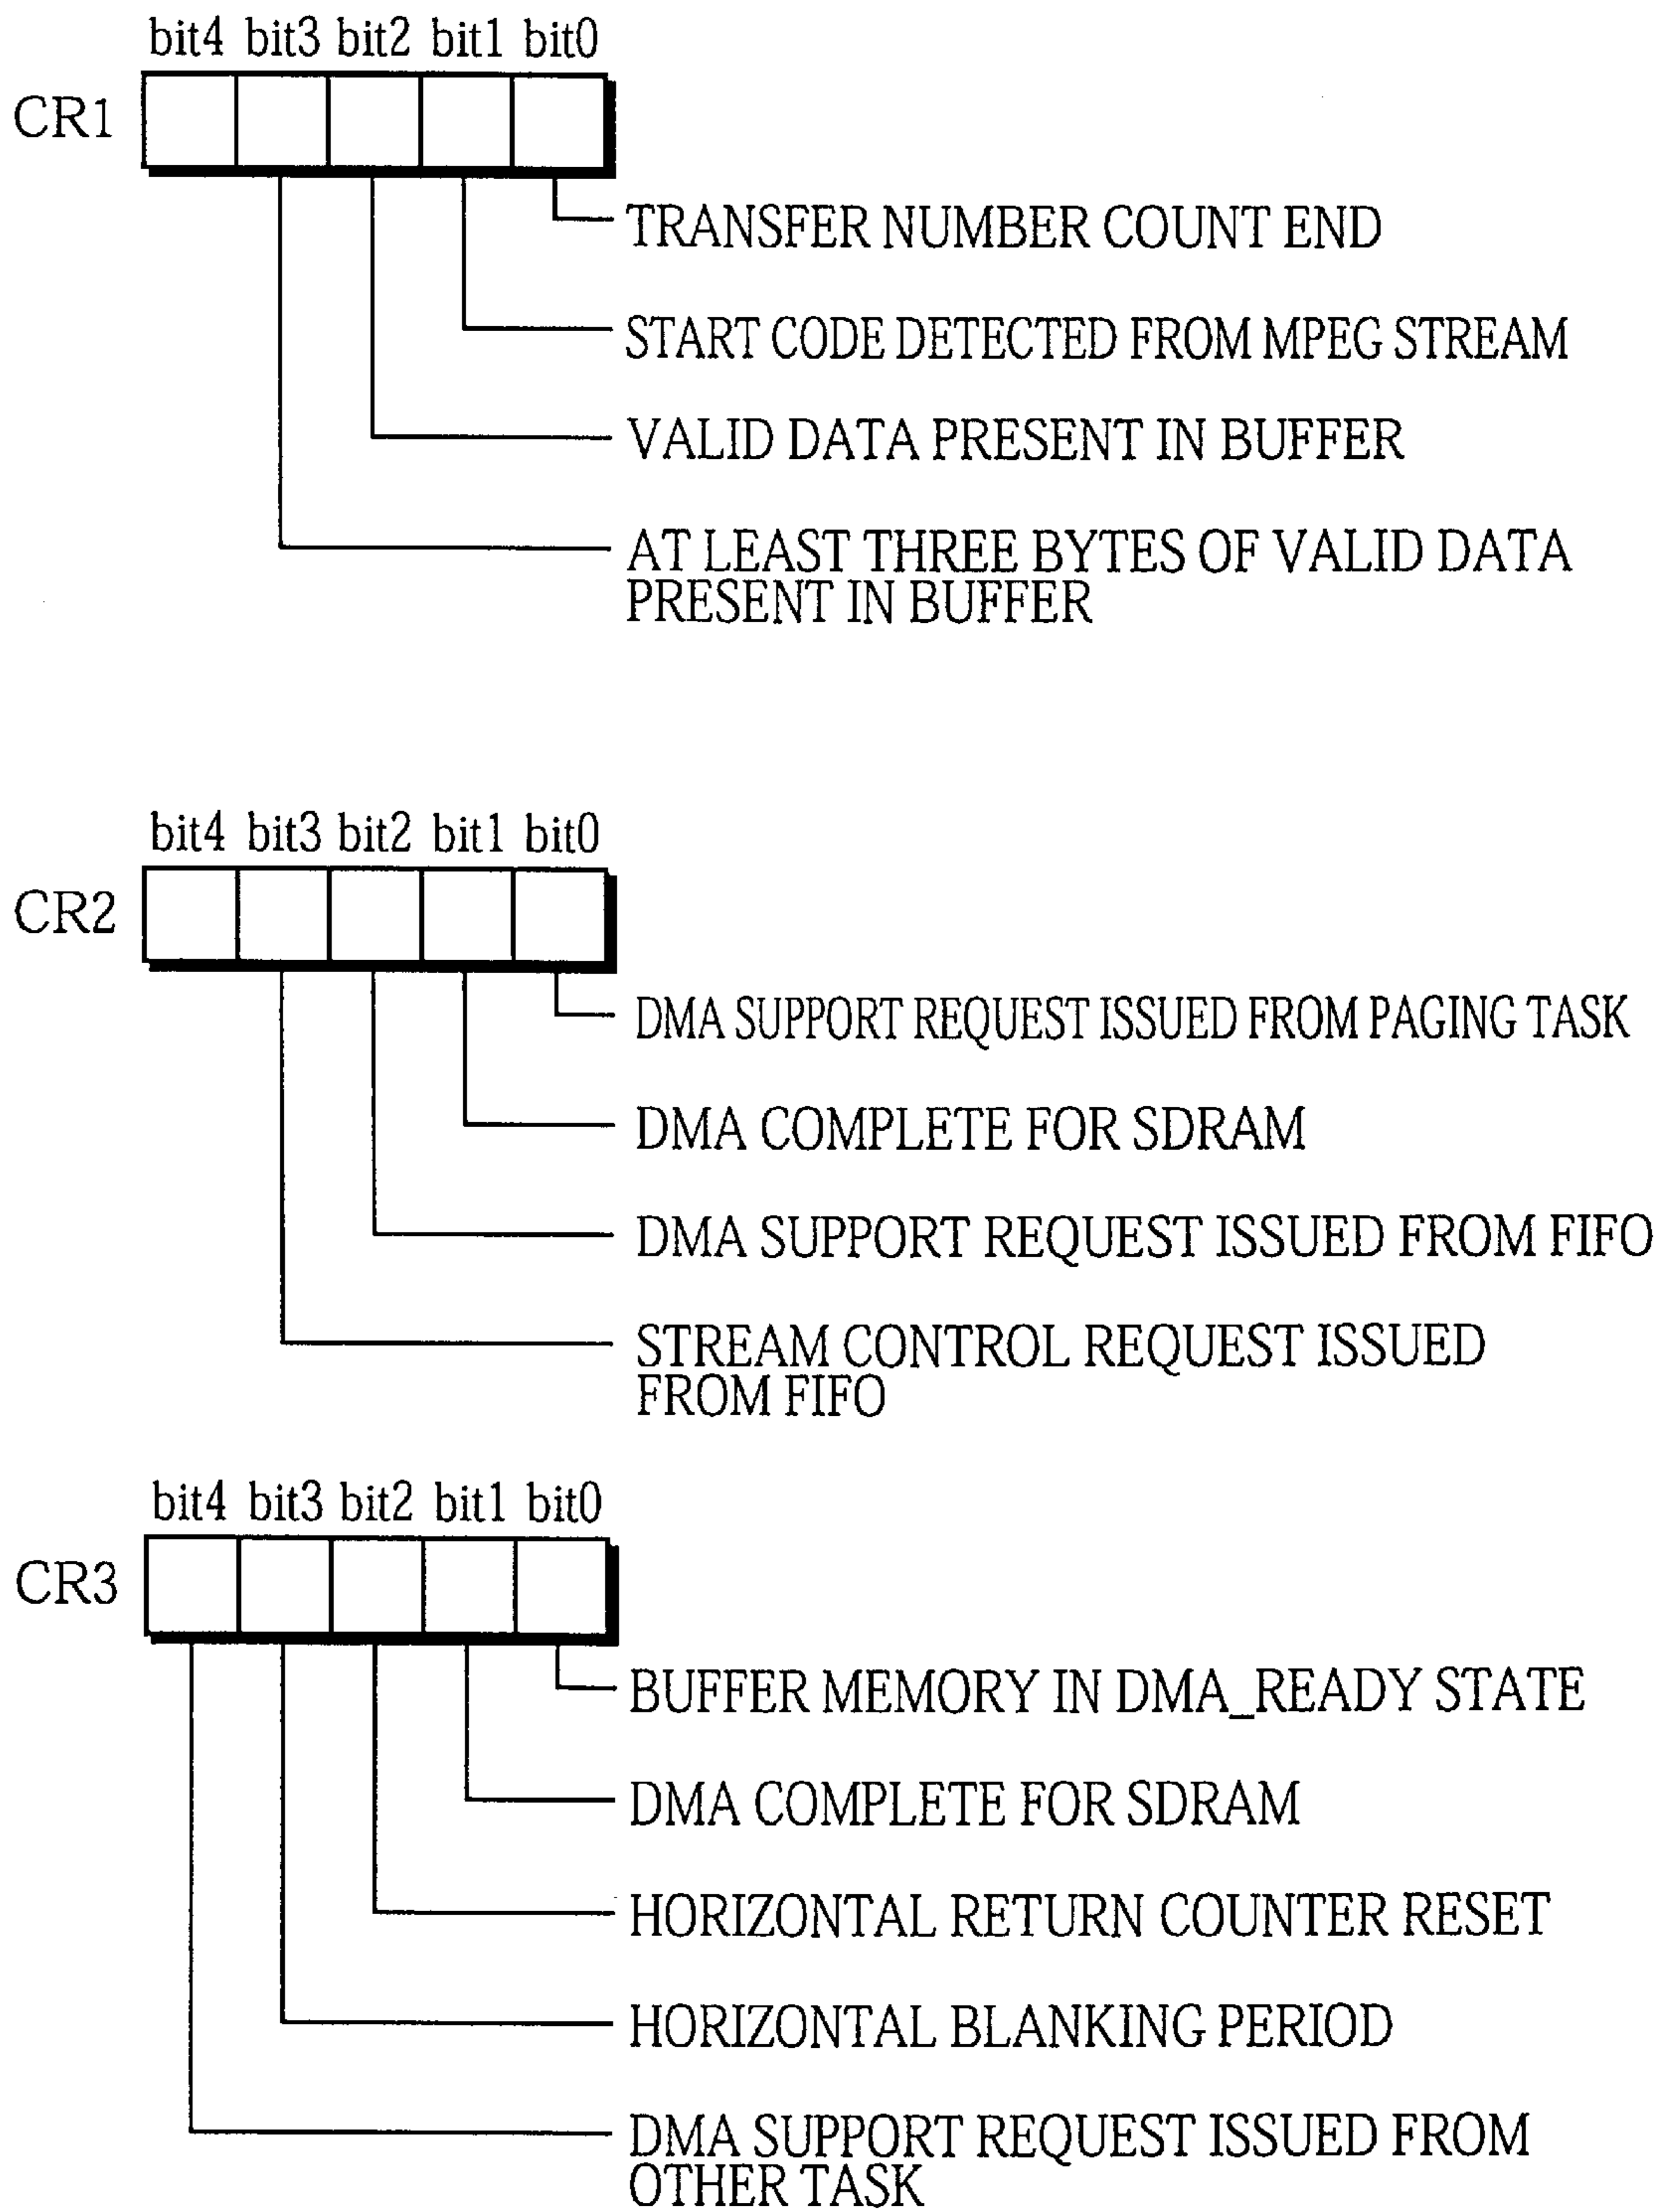 bit4 bit3 bit2 bit1 bit0
CR1
TRANSFER NUMBER COUNT END
START CODE DETECTED FROM MPEG STREAM
VALID DATA PRESENT IN BUFFER
AT LEAST THREE BYTES OF VALID DATA
PRESENT IN BUFFER
bit4 bit3 bit2 bit1 bit0
CR2
DMA SUPPORT REQUEST ISSUED FROM PAGING TASK
DMA COMPLETE FOR SDRAM
DMA SUPPORT REQUEST ISSUED FROM FIFO
STREAM CONTROL REQUEST ISSUED
FROM FIFO
bit4 bit3 bit2 bit1 bit0
CR3
BUFFER MEMORY IN DMA_READY STATE
DMA COMPLETE FOR SDRAM
HORIZONTAL RETURN COUNTER RESET
HORIZONTAL BLANKING PERIOD
DMA SUPPORT REQUEST ISSUED FROM
OTHER TASK